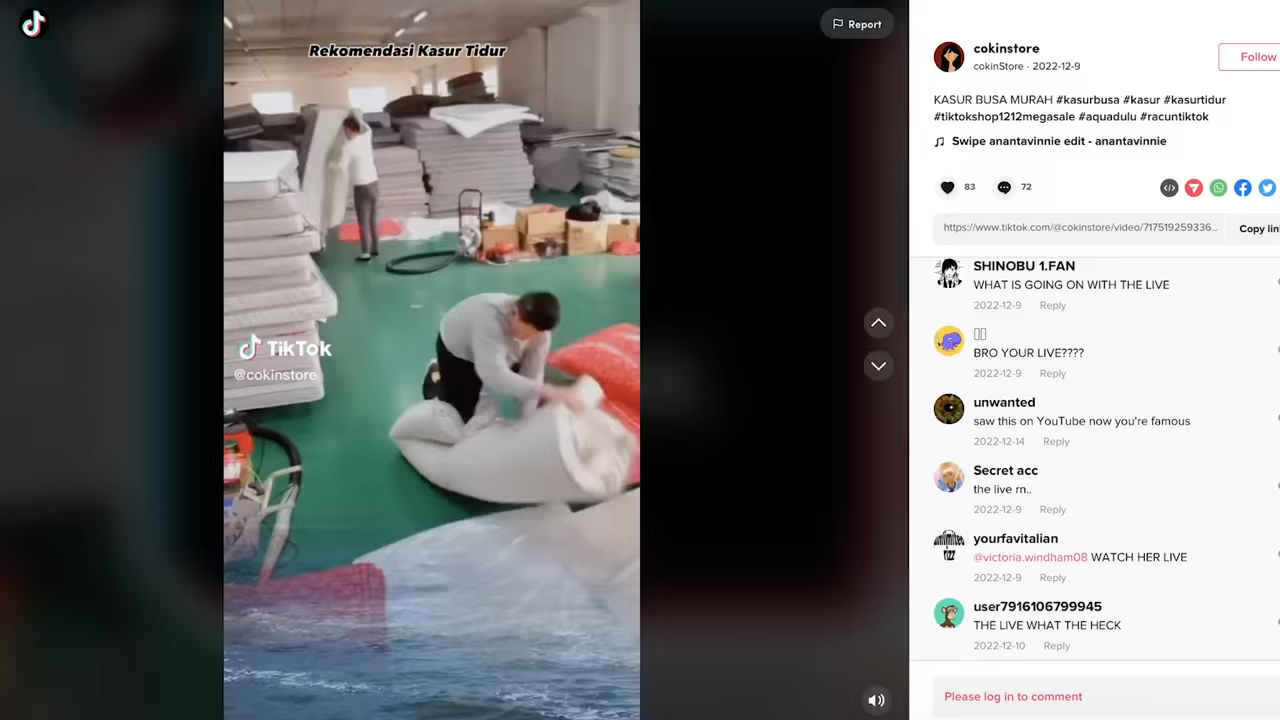 Report
Rekomendasi Kasur Tidur
TikTok
@cokinstore
cokinstore
cokinStore · 2022-12-9
Follow
KASUR BUSA MURAH #kasurbusa #kasur #kasurtidur
#tiktokshop1212megasale #aquadulu #racuntiktok
Swipe anantavinnie edit - anantavinnie
83
72
https://www.tiktok.com/@cokinstore/video/717519259336...
Copy lin
SHINOBU 1.FAN
WHAT IS GOING ON WITH THE LIVE
2022-12-9 Reply
BRO YOUR LIVE????
2022-12-9 Reply
unwanted
saw this on YouTube now you're famous
2022-12-14 Reply
Secret acc
the live rn..
2022-12-9 Reply
yourfavitalian
@victoria.windham08 WATCH HER LIVE
2022-12-9 Reply
user7916106799945
THE LIVE WHAT THE HECK
2022-12-10 Reply
Please log in to comment